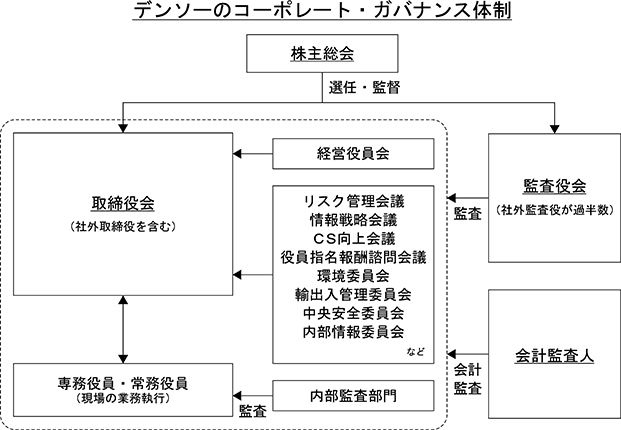 デンソーのコーポレート・ガバナンス体制
株主総会
選任・監督
取締役会
（社外取締役を含む）
経営役員会
リスク管理会議
情報戦略会議
ＣＳ向上会議
役員指名報酬諮問会議
環境委員会
輸出入管理委員会
中央安全委員会
内部情報委員会
など
監査
監査役会
（社外監査役が過半数）
専務役員・常務役員
（現場の業務執行）
監査
内部監査部門
会計
監査
会計監査人